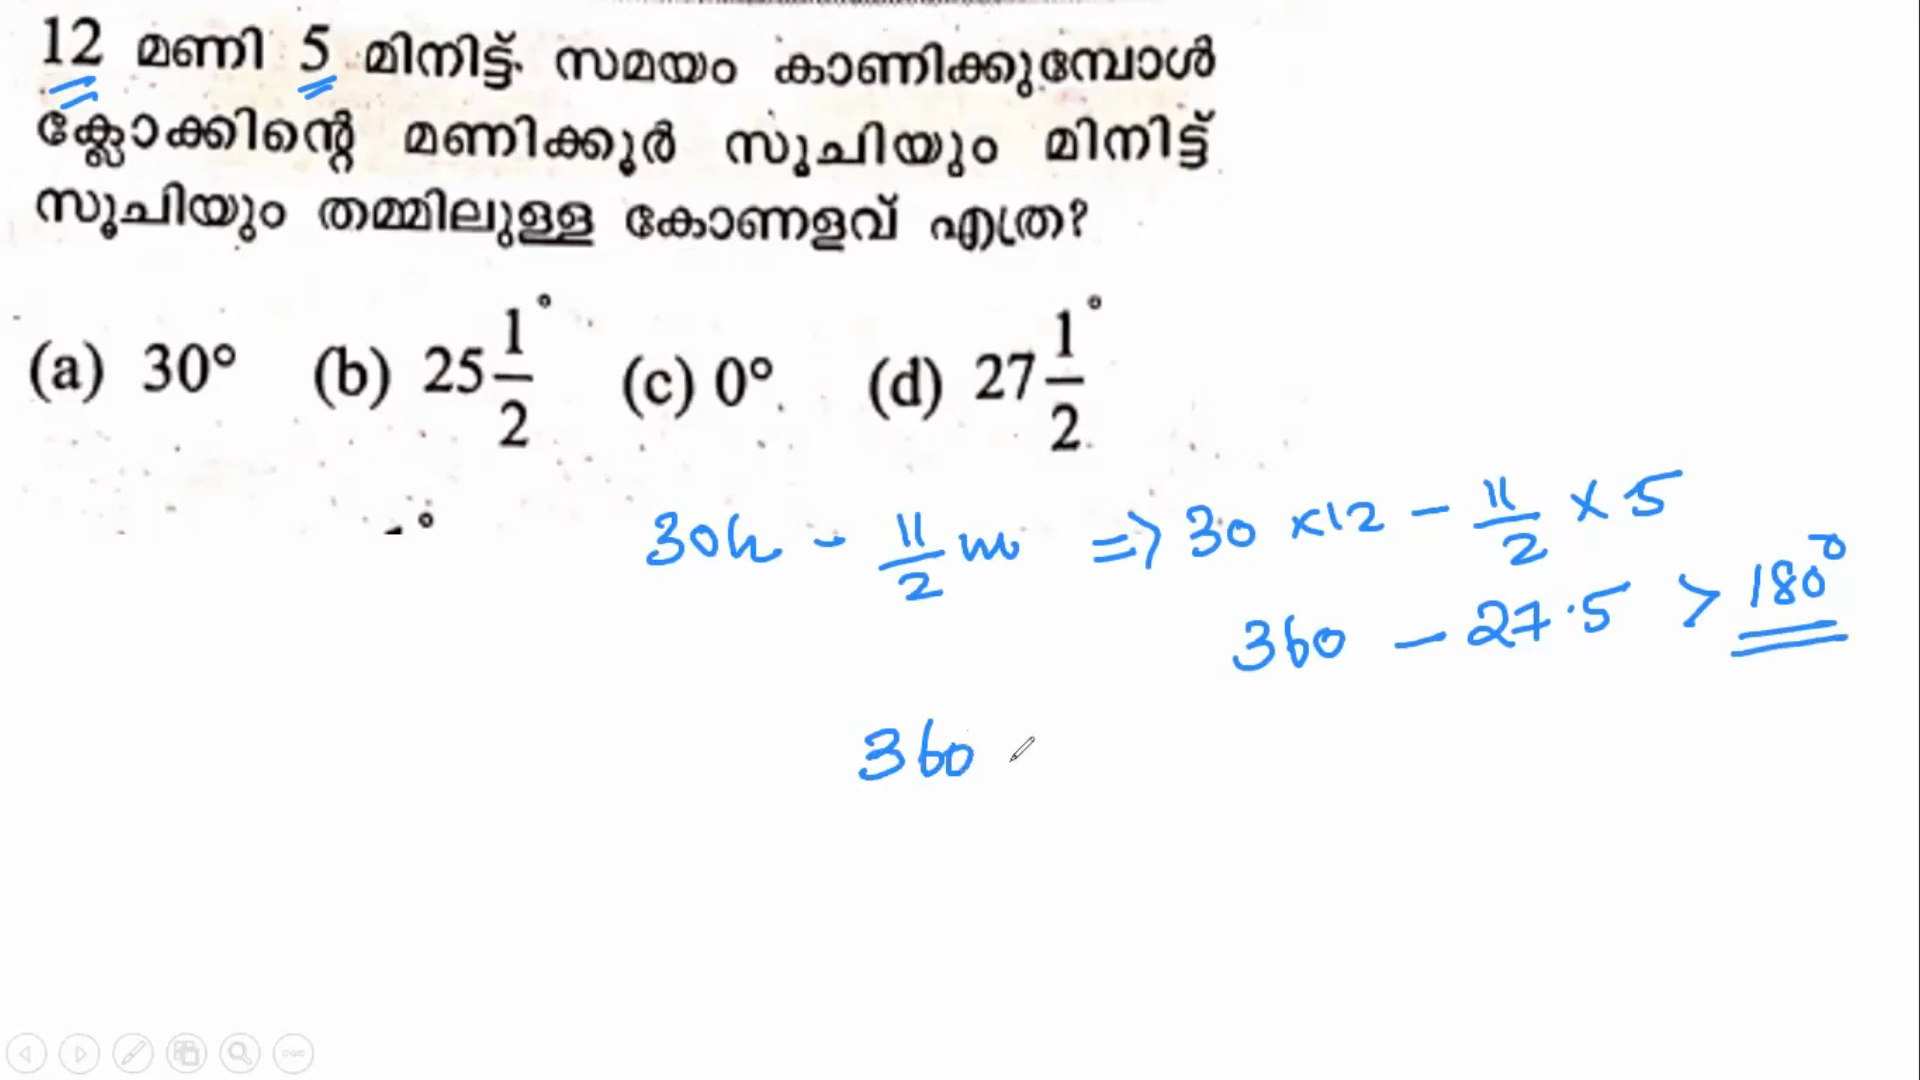 12 മണി 5 മിനിട്ട് സമയം കാണിക്കുമ്പോൾ
ക്ലോക്കിന്റെ മണിക്കൂർ സൂചിയും മിനിട്ട്
സൂചിയും തമ്മിലുള്ള കോണളവ് എത്ര?
(a) 30° (b) 25 1/2° (c) 0° (d) 27 1/2°
30h - 11/2 m => 30 × 12 - 11/2 × 5
360 - 27.5 > 180°
360